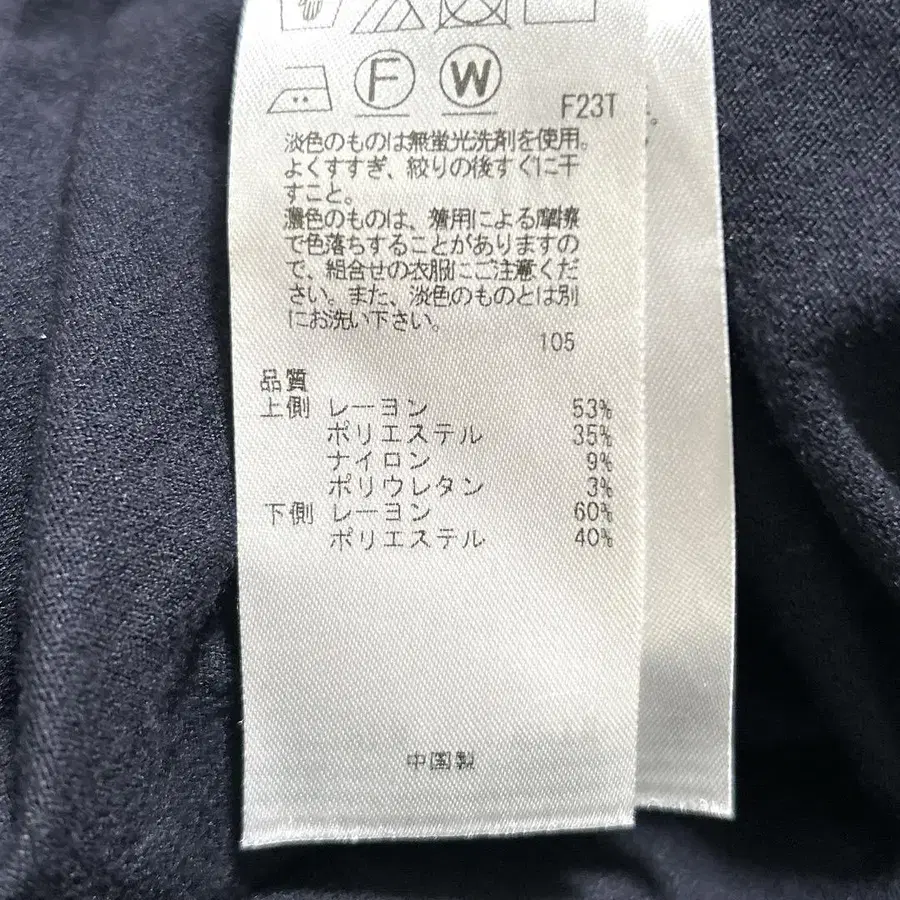 F W
F23T
淡色のものは無蛍光洗剤を使用。
よくすすぎ、絞りの後すぐに干
すこと。
濃色のものは、着用による摩擦
で色落ちすることがありますの
で、組合せの衣服にご注意くだ
さい。また、淡色のものとは別
にお洗い下さい。
105
品質
上側 レーヨン 53%
ポリエステル 35%
ナイロン 9%
ポリウレタン 3%
下側 レーヨン 60%
ポリエステル 40%
中国製